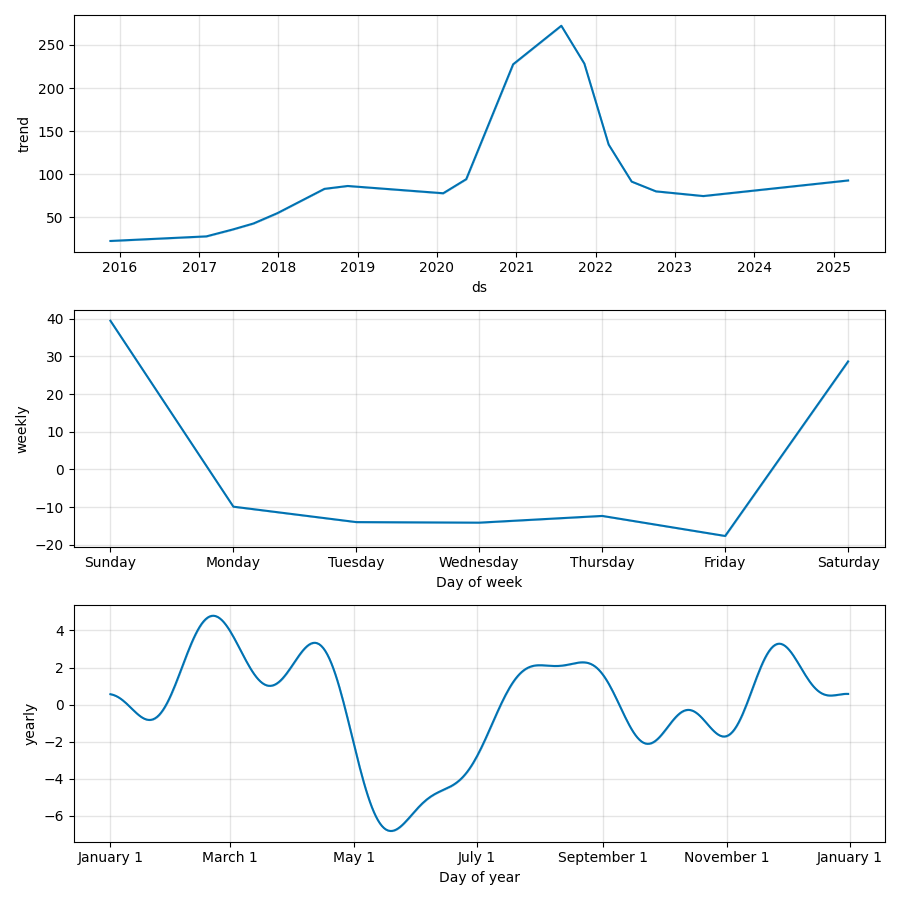 250
200
150
100
50
trend
2016 2017 2018 2019 2020 2021 2022 2023 2024 2025
ds
40
30
20
10
0
−10
−20
weekly
Sunday Monday Tuesday Wednesday Thursday Friday Saturday
Day of week
4
2
0
−2
−4
−6
yearly
January 1 March 1 May 1 July 1 September 1 November 1 January 1
Day of year